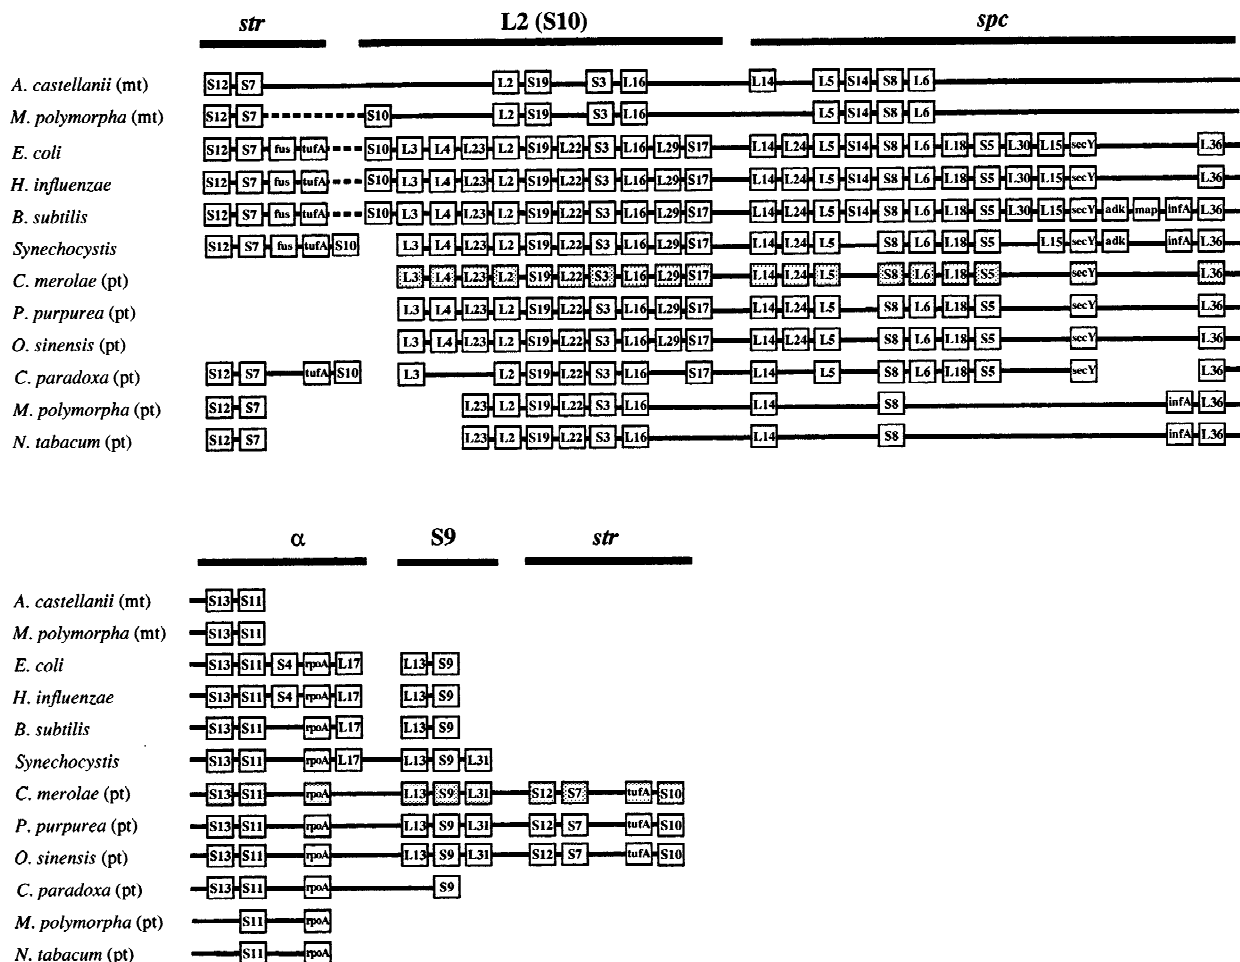 str L2 (S10) spc
A. castellanii (mt) S12 S7 L2 S19 S3 L16 L14 L5 S14 S8 L6
M. polymorpha (mt) S12 S7 S10 L2 S19 S3 L16 L5 S14 S8 L6
E. coli S12 S7 fus tufA S10 L3 L4 L23 L2 S19 L22 S3 L16 L29 S17 L14 L24 L5 S14 S8 L6 L18 S5 L30 L15 secY L36
H. influenzae S12 S7 fus tufA S10 L3 L4 L23 L2 S19 L22 S3 L16 L29 S17 L14 L24 L5 S14 S8 L6 L18 S5 L30 L15 secY L36
B. subtilis S12 S7 fus tufA S10 L3 L4 L23 L2 S19 L22 S3 L16 L29 S17 L14 L24 L5 S14 S8 L6 L18 S5 L30 L15 secY adk map infA L36
Synechocystis S12 S7 fus tufA S10 L3 L4 L23 L2 S19 L22 S3 L16 L29 S17 L14 L24 L5 S8 L6 L18 S5 L15 secY adk infA L36
C. merolae (pt) L3 L4 L23 L2 S19 L22 S3 L16 L29 S17 L14 L24 L5 S8 L6 L18 S5 secY L36
P. purpurea (pt) L3 L4 L23 L2 S19 L22 S3 L16 L29 S17 L14 L24 L5 S8 L6 L18 S5 secY L36
O. sinensis (pt) L3 L4 L23 L2 S19 L22 S3 L16 L29 S17 L14 L24 L5 S8 L6 L18 S5 secY L36
C. paradoxa (pt) S12 S7 tufA S10 L3 L2 S19 L22 S3 L16 S17 L14 L5 S8 L6 L18 S5 secY L36
M. polymorpha (pt) S12 S7 L23 L2 S19 L22 S3 L16 L14 S8 infA L36
N. tabacum (pt) S12 S7 L23 L2 S19 L22 S3 L16 L14 S8 infA L36
α S9 str
A. castellanii (mt) S13 S11
M. polymorpha (mt) S13 S11
E. coli S13 S11 S4 rpoA L17 L13 S9
H. influenzae S13 S11 S4 rpoA L17 L13 S9
B. subtilis S13 S11 rpoA L17 L13 S9
Synechocystis S13 S11 rpoA L17 L13 S9 L31
C. merolae (pt) S13 S11 rpoA L13 S9 L31 S12 S7 tufA S10
P. purpurea (pt) S13 S11 rpoA L13 S9 L31 S12 S7 tufA S10
O. sinensis (pt) S13 S11 rpoA L13 S9 L31 S12 S7 tufA S10
C. paradoxa (pt) S13 S11 rpoA S9
M. polymorpha (pt) S11 rpoA
N. tabacum (pt) S11 rpoA